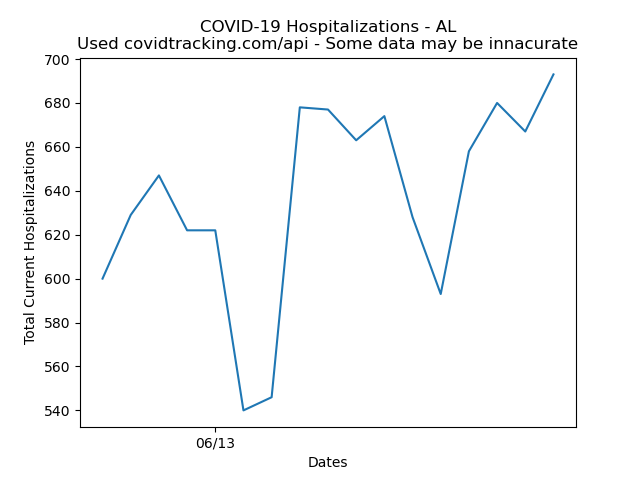 COVID-19 Hospitalizations - AL
Used covidtracking.com/api - Some data may be innacurate
Total Current Hospitalizations
700
680
660
640
620
600
580
560
540
06/13
Dates